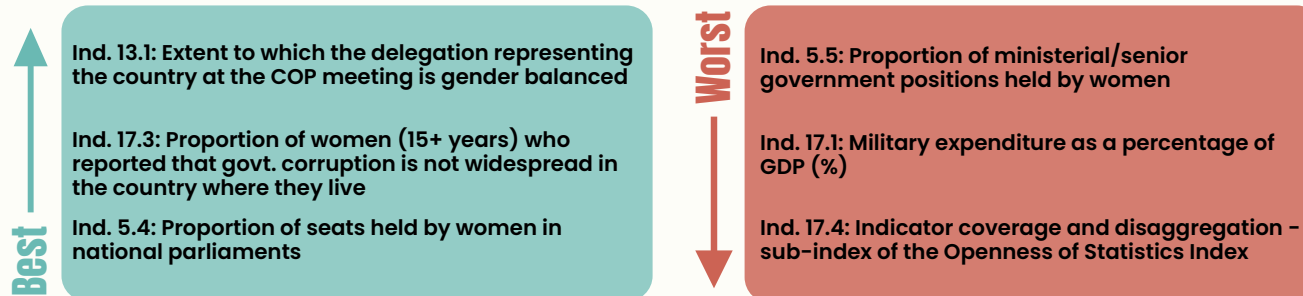 Best
Ind. 13.1: Extent to which the delegation representing
the country at the COP meeting is gender balanced
Ind. 17.3: Proportion of women (15+ years) who
reported that govt. corruption is not widespread in
the country where they live
Ind. 5.4: Proportion of seats held by women in
national parliaments
Worst
Ind. 5.5: Proportion of ministerial/senior
government positions held by women
Ind. 17.1: Military expenditure as a percentage of
GDP (%)
Ind. 17.4: Indicator coverage and disaggregation -
sub-index of the Openness of Statistics Index